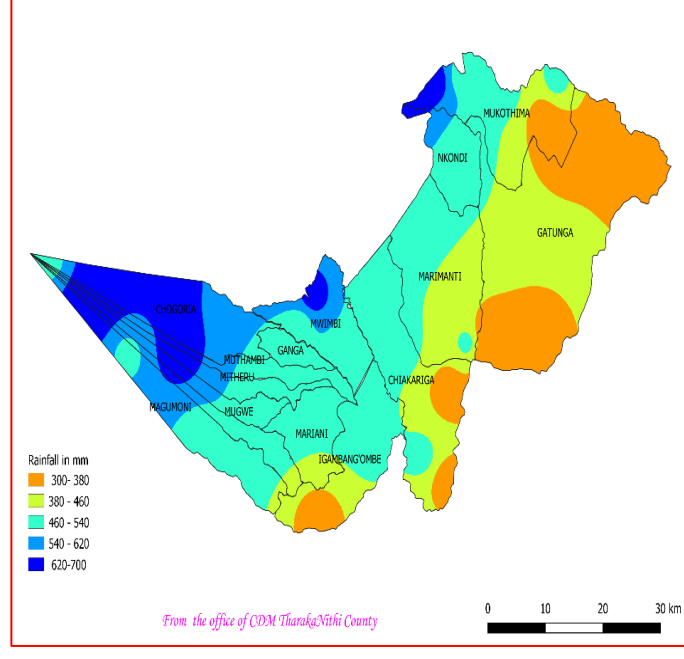 MUKOTHIMA
NKONDI
GATUNGA
MARIMANTI
CHOGORIA
MWIMBI
GANGA
MUTHAMBI
MITHERU
CHIAKARIGA
MAGUMONI
MUGWE
MARIANI
IGAMBANG'OMBE
Rainfall in mm
300- 380
380 - 460
460 - 540
540 - 620
620-700
0 10 20 30 km
From the office of CDM TharakaNithi County